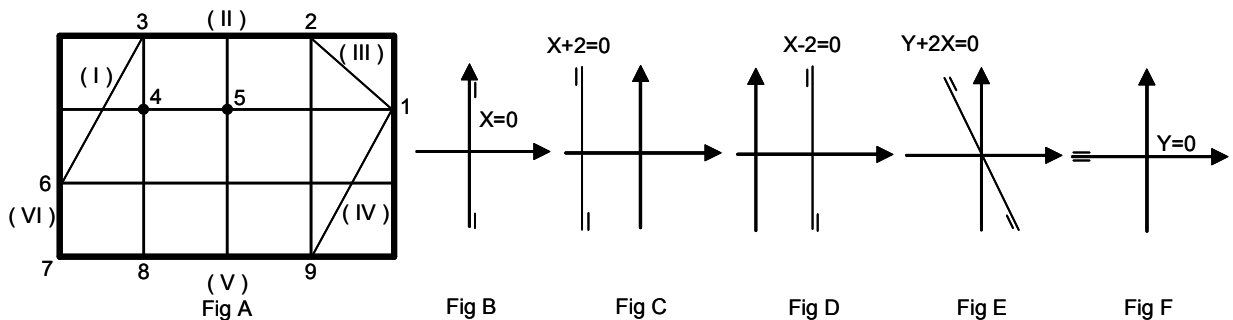 3
( II )
2
( I )
( III )
4
5
1
6
( VI )
( IV )
7
8
( V )
9
Fig A
X=0
Fig B
X+2=0
Fig C
X-2=0
Fig D
Y+2X=0
Fig E
Y=0
Fig F